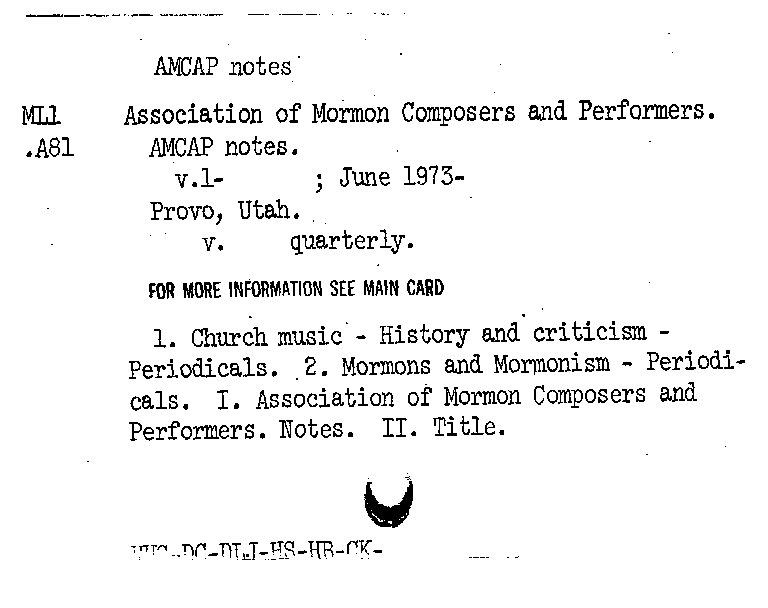 AMCAP notes
ML1 Association of Mormon Composers and Performers.
.A81 AMCAP notes.
v.1- ; June 1973-
Provo, Utah.
v. quarterly.
FOR MORE INFORMATION SEE MAIN CARD
1. Church music - History and criticism -
Periodicals. 2. Mormons and Mormonism - Periodi-
cals. I. Association of Mormon Composers and
Performers. Notes. II. Title.
-DC-DLJ-HS-HB-CK-